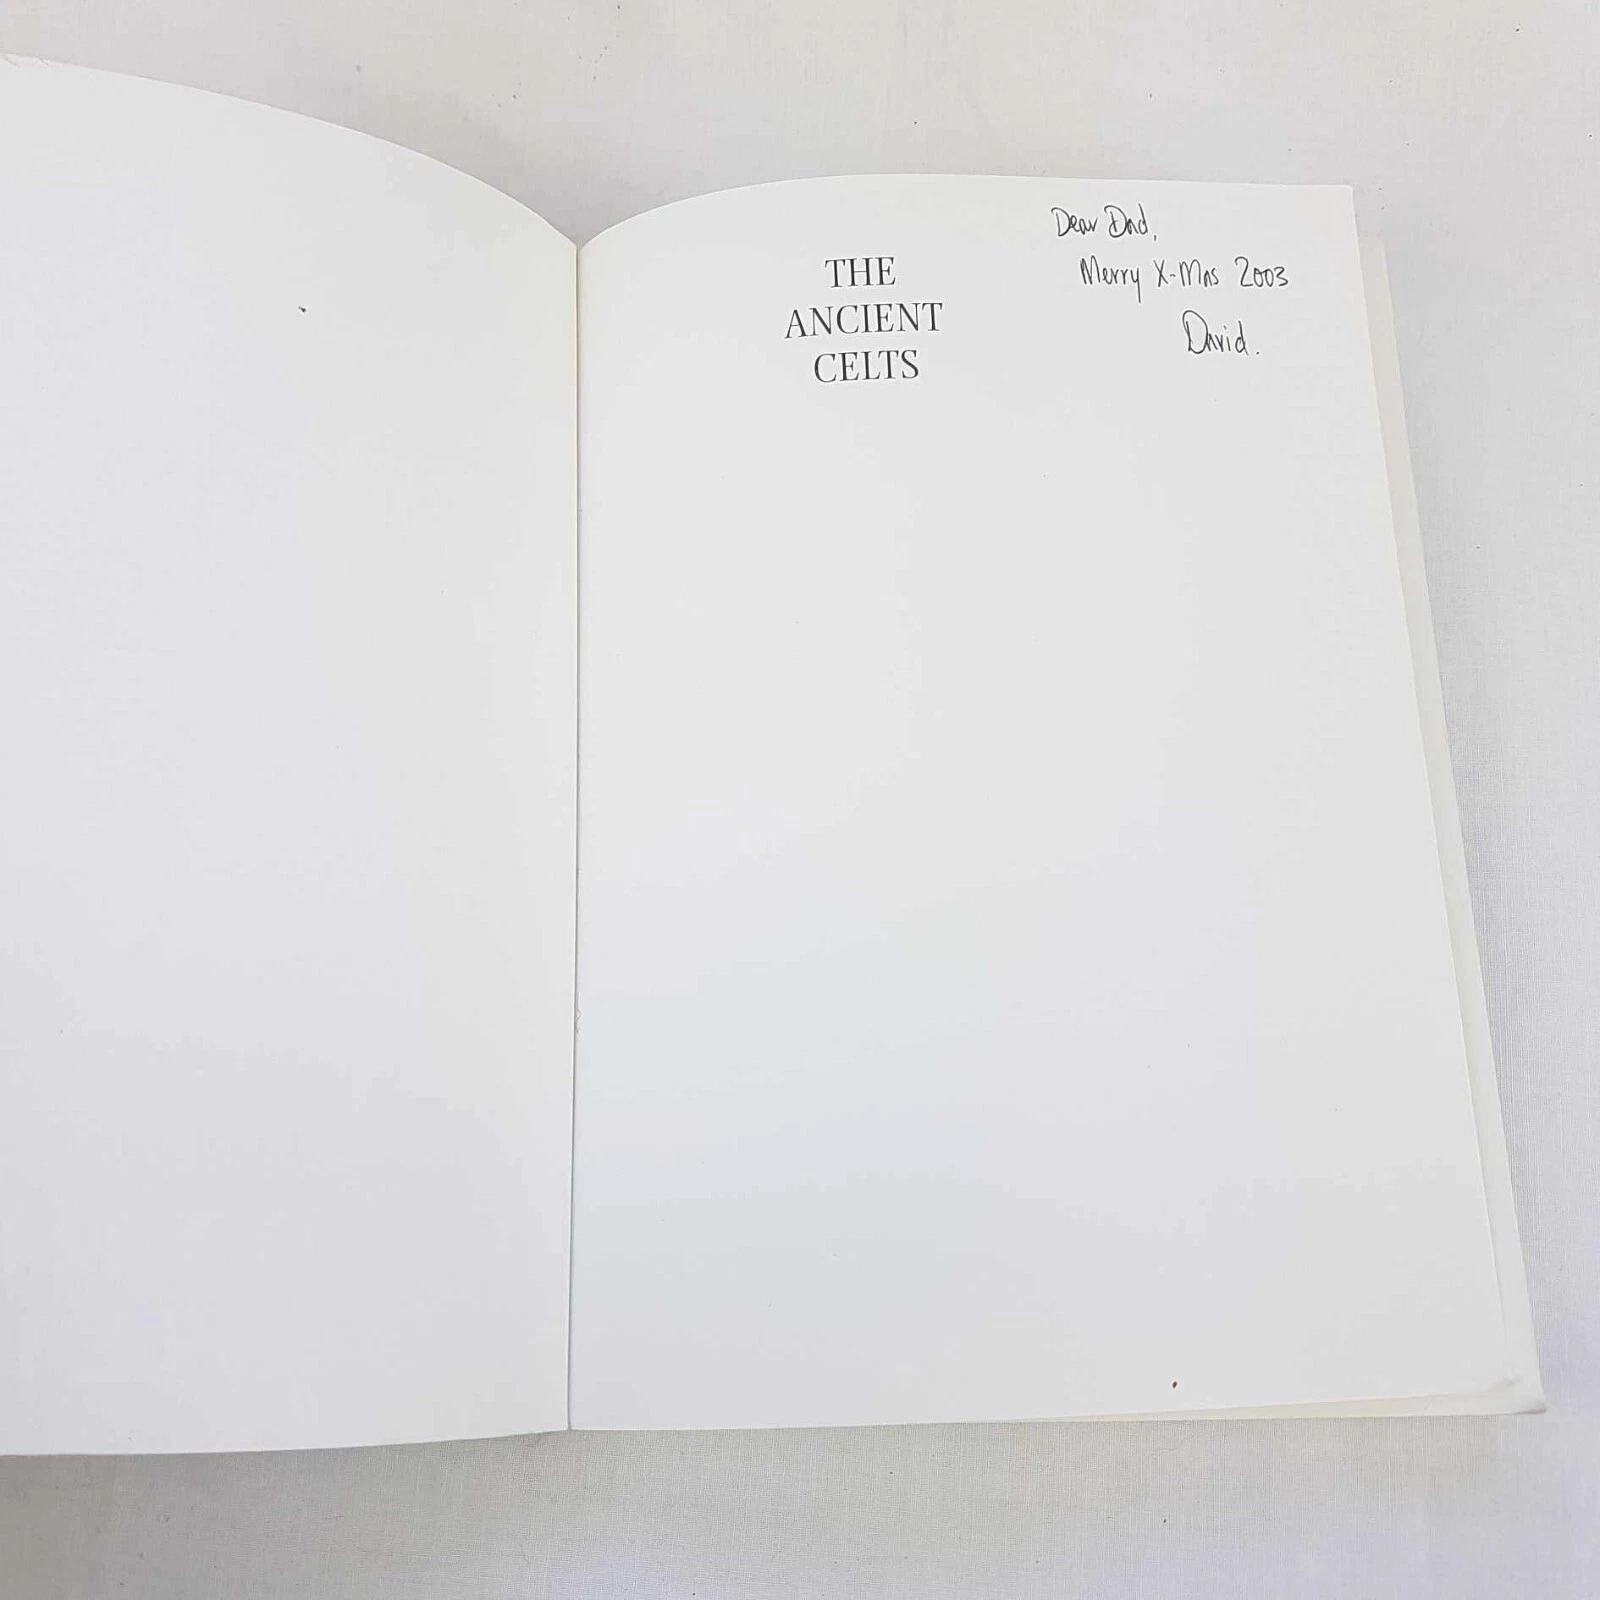 THE
ANCIENT
CELTS
Dear Dad,
Merry X-Mas 2003
David.